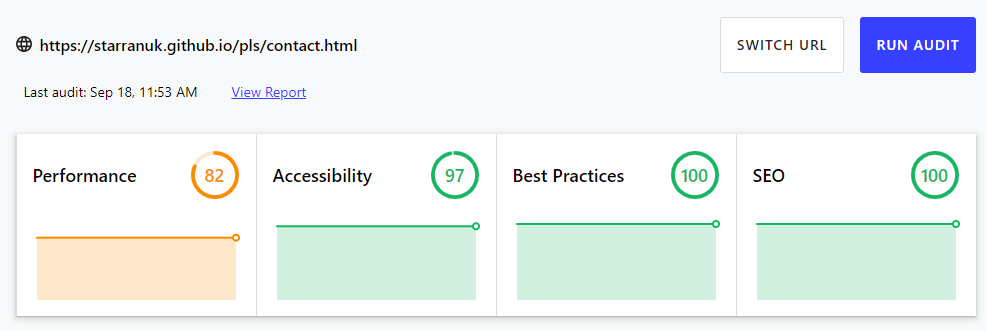 https://starranuk.github.io/pls/contact.html
SWITCH URL
RUN AUDIT
Last audit: Sep 18, 11:53 AM
View Report
Performance
82
Accessibility
97
Best Practices
100
SEO
100